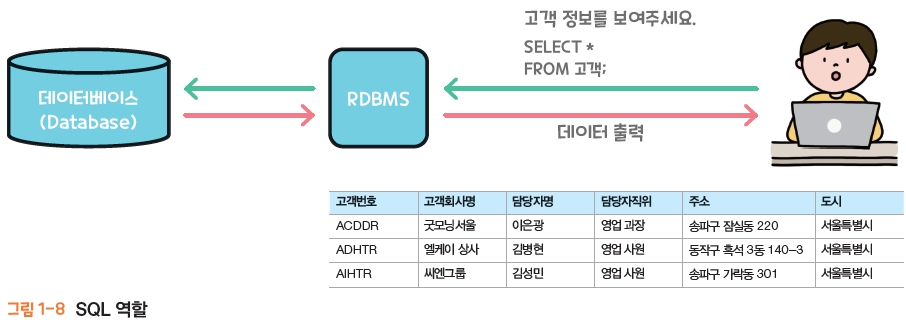 고객 정보를 보여주세요.
SELECT *
FROM 고객;
데이터베이스
(Database)
RDBMS
데이터 출력
고객번호 고객회사명 담당자명 담당자직위 주소 도시
ACDDR 굿모닝서울 이은광 영업 과장 송파구 잠실동 220 서울특별시
ADHTR 엘케이 상사 김병현 영업 사원 동작구 흑석 3동 140-3 서울특별시
AIHTR 씨엔그룹 김성민 영업 사원 송파구 가락동 301 서울특별시
그림 1-8 SQL 역할